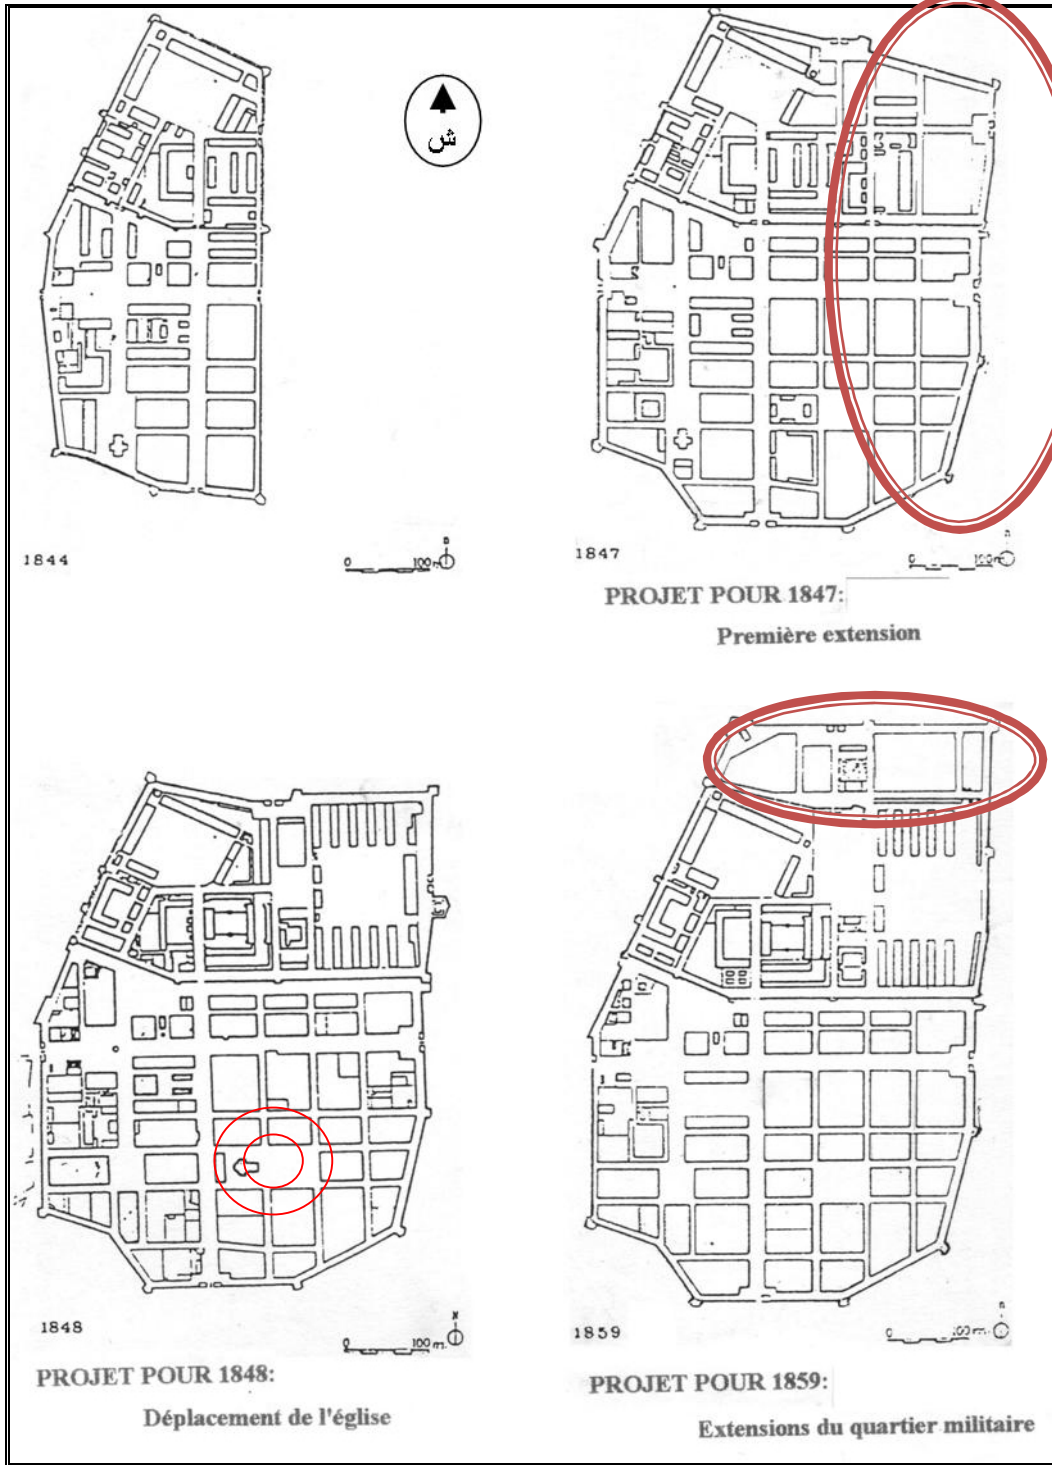 ش
1844
0 100 m
n
1847
0 100m
n
PROJET POUR 1847:
Première extension
1848
0 100 m.
N
PROJET POUR 1848:
Déplacement de l'église
1859
0 100 m.
n
PROJET POUR 1859:
Extensions du quartier militaire